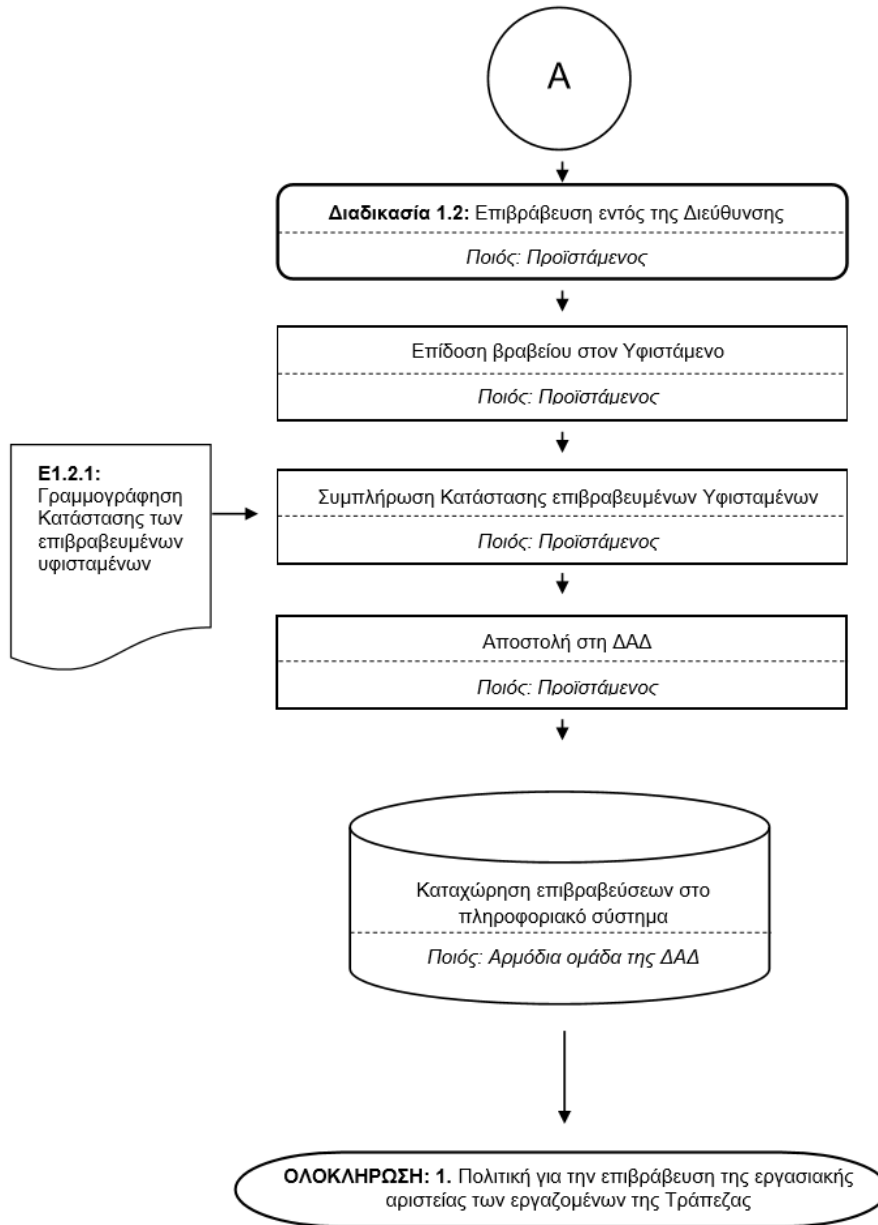 A
Διαδικασία 1.2: Επιβράβευση εντός της Διεύθυνσης
Ποιός: Προϊστάμενος
Επίδοση βραβείου στον Υφιστάμενο
Ποιός: Προϊστάμενος
Ε1.2.1:
Γραμμογράφηση
Κατάστασης των
επιβραβευμένων
υφισταμένων
Συμπλήρωση Κατάστασης επιβραβευμένων Υφισταμένων
Ποιός: Προϊστάμενος
Αποστολή στη ΔΑΔ
Ποιός: Προϊστάμενος
Καταχώρηση επιβραβεύσεων στο
πληροφοριακό σύστημα
Ποιός: Αρμόδια ομάδα της ΔΑΔ
ΟΛΟΚΛΗΡΩΣΗ: 1. Πολιτική για την επιβράβευση της εργασιακής
αριστείας των εργαζομένων της Τράπεζας